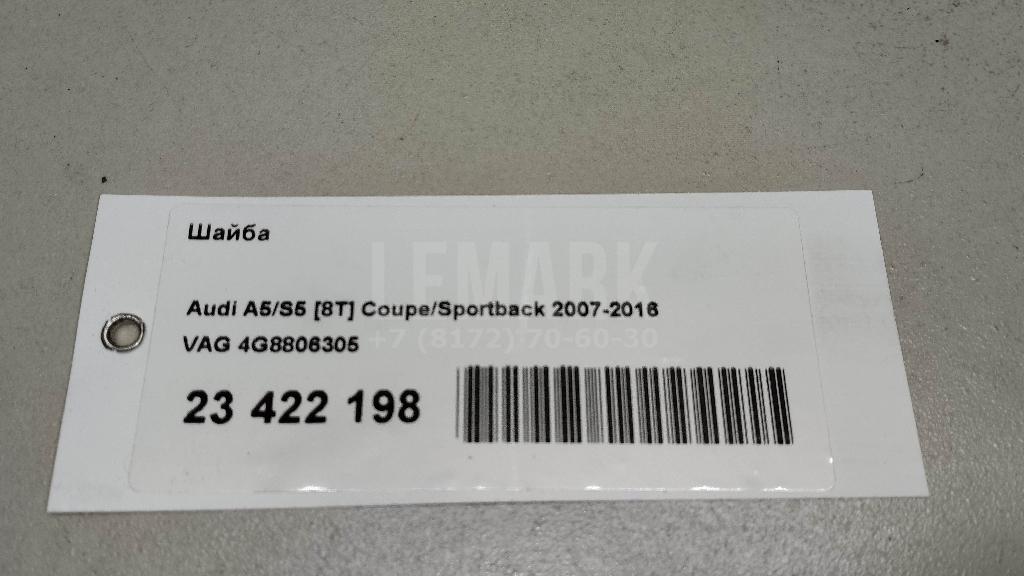 Шайба
LEMARK
Audi A5/S5 [8T] Coupe/Sportback 2007-2016
+7 (8172) 70-60-30
VAG 4G8806305
23 422 198